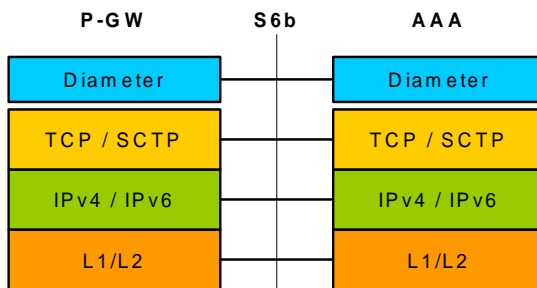 P-GW S6b AAA
Diameter Diameter
TCP / SCTP TCP / SCTP
IPv4 / IPv6 IPv4 / IPv6
L1/L2 L1/L2